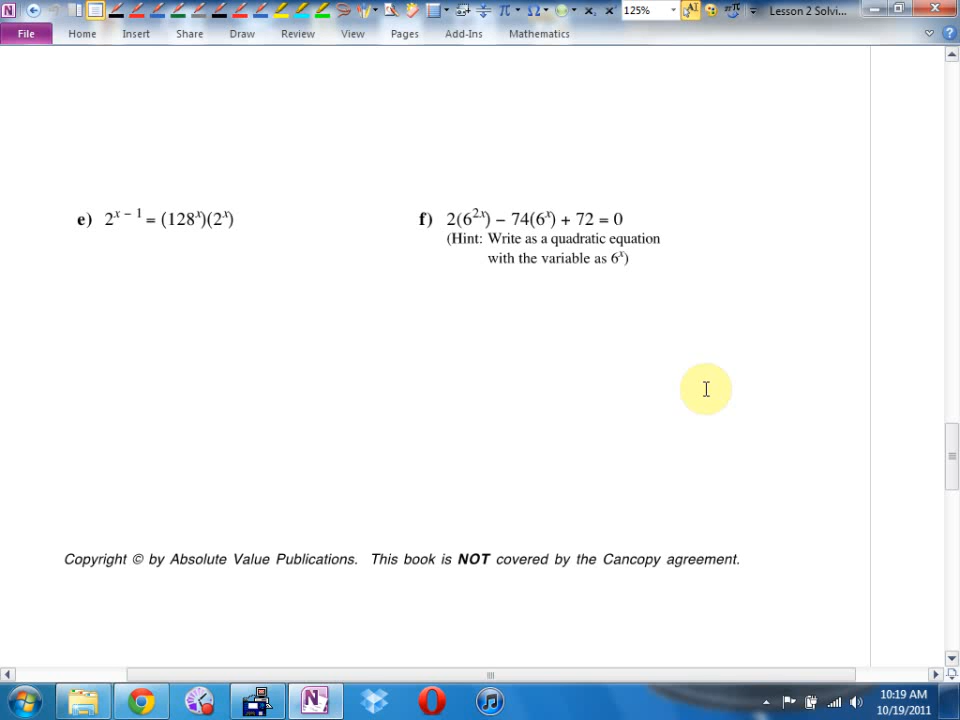 125%
Lesson 2 Solvi...
File Home Insert Share Draw Review View Pages Add-Ins Mathematics
e) 2^{x − 1} = (128^x)(2^x)
f) 2(6^{2x}) − 74(6^x) + 72 = 0
(Hint: Write as a quadratic equation
with the variable as 6^x)
Copyright © by Absolute Value Publications. This book is NOT covered by the Cancopy agreement.
10:19 AM
10/19/2011